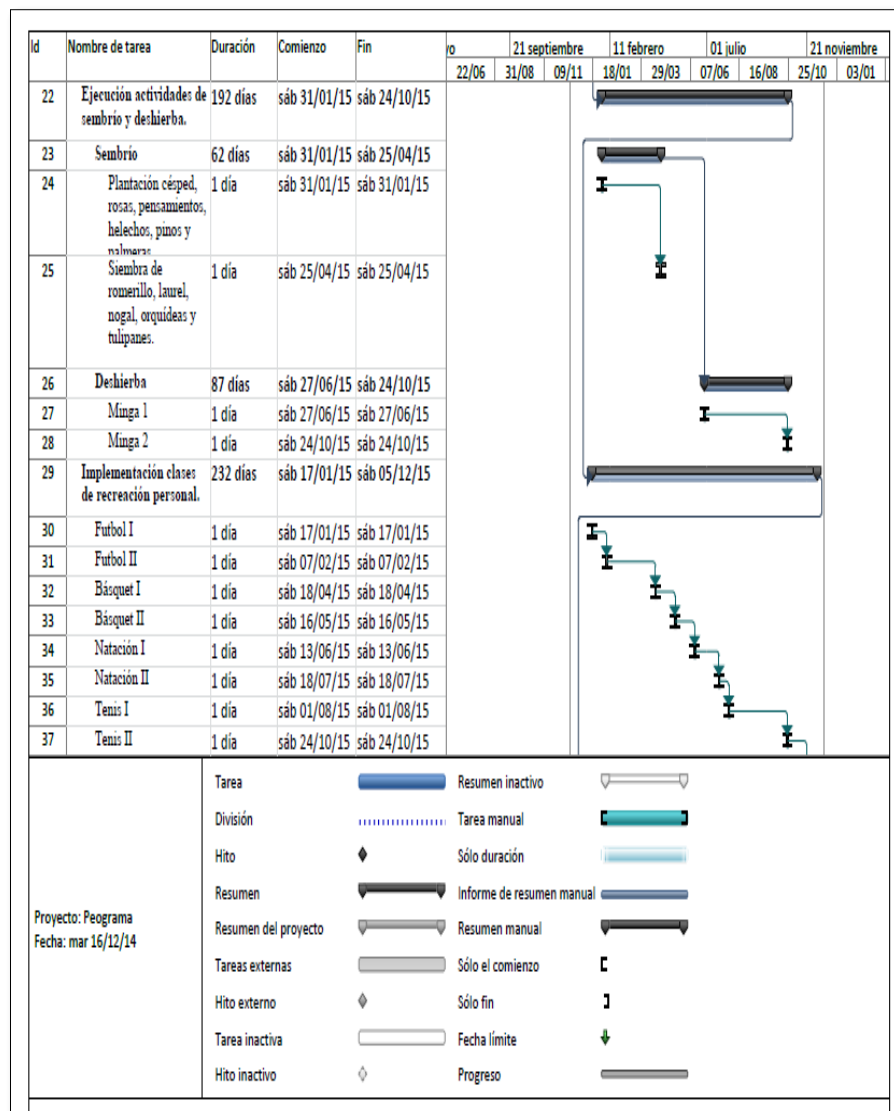 Id Nombre de tarea Duración Comienzo Fin
vo 21 septiembre 11 febrero 01 julio 21 noviembre
22/06 31/08 09/11 18/01 29/03 07/06 16/08 25/10 03/01
22 Ejecución actividades de 192 días sáb 31/01/15 sáb 24/10/15
sembrío y deshierba.
23 Sembrío 62 días sáb 31/01/15 sáb 25/04/15
24 Plantación césped, 1 día sáb 31/01/15 sáb 31/01/15
rosas, pensamientos,
helechos, pinos y
palmeras
25 Siembra de 1 día sáb 25/04/15 sáb 25/04/15
romerillo, laurel,
nogal, orquídeas y
tulipanes.
26 Deshierba 87 días sáb 27/06/15 sáb 24/10/15
27 Minga 1 1 día sáb 27/06/15 sáb 27/06/15
28 Minga 2 1 día sáb 24/10/15 sáb 24/10/15
29 Implementación clases 232 días sáb 17/01/15 sáb 05/12/15
de recreación personal.
30 Futbol I 1 día sáb 17/01/15 sáb 17/01/15
31 Futbol II 1 día sáb 07/02/15 sáb 07/02/15
32 Básquet I 1 día sáb 18/04/15 sáb 18/04/15
33 Básquet II 1 día sáb 16/05/15 sáb 16/05/15
34 Natación I 1 día sáb 13/06/15 sáb 13/06/15
35 Natación II 1 día sáb 18/07/15 sáb 18/07/15
36 Tenis I 1 día sáb 01/08/15 sáb 01/08/15
37 Tenis II 1 día sáb 24/10/15 sáb 24/10/15
Proyecto: Peograma
Fecha: mar 16/12/14
Tarea Resumen inactivo
División Tarea manual
Hito Sólo duración
Resumen Informe de resumen manual
Resumen del proyecto Resumen manual
Tareas externas Sólo el comienzo
Hito externo Sólo fin
Tarea inactiva Fecha límite
Hito inactivo Progreso